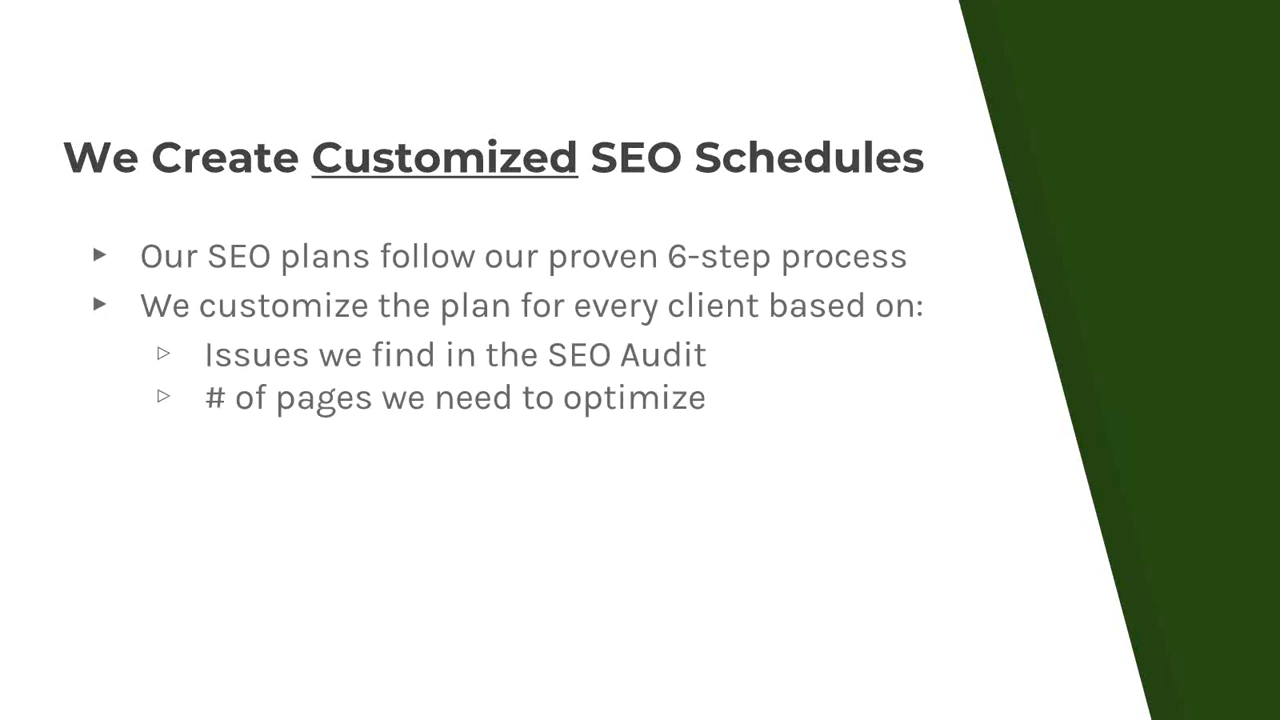 We Create Customized SEO Schedules
▸ Our SEO plans follow our proven 6-step process
▸ We customize the plan for every client based on:
▹ Issues we find in the SEO Audit
▹ # of pages we need to optimize